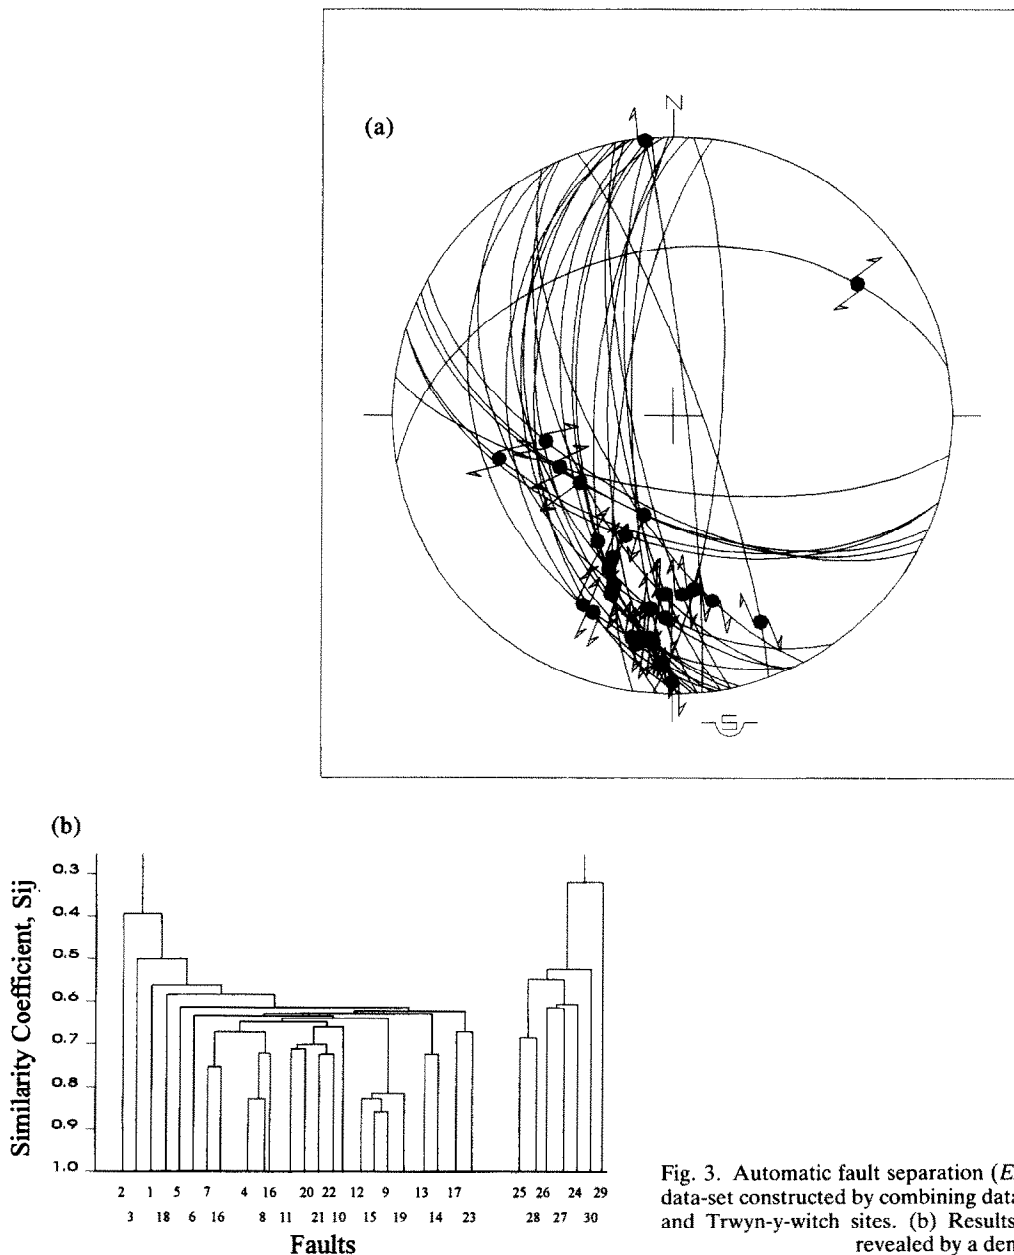 (a)
N
S
(b)
Similarity Coefficient, Sij
0.3
0.4
0.5
0.6
0.7
0.8
0.9
1.0
2 1 5 7 4 16 20 22 12 9 13 17 25 26 24 29
3 18 6 16 8 11 21 10 15 19 14 23 28 27 30
Faults
Fig. 3. Automatic fault separation (E
data-set constructed by combining data
and Trwyn-y-witch sites. (b) Results
revealed by a den